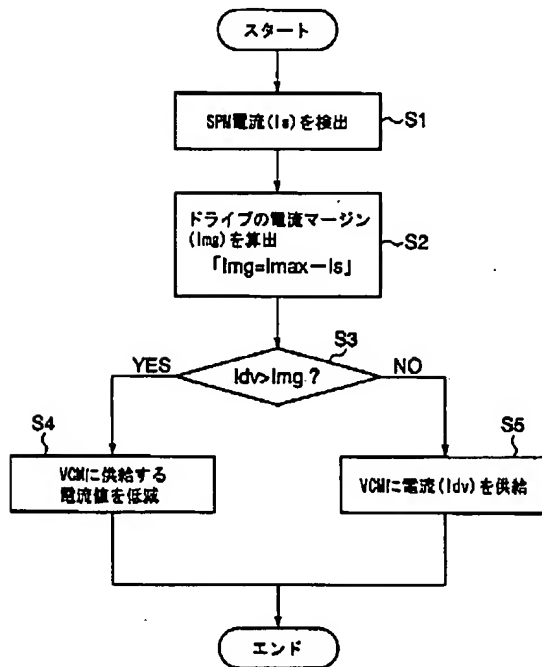 スタート
SPM電流(Is)を検出
S1
ドライブの電流マージン
(Img)を算出
「Img=Imax－Is」
S2
S3
YES
Idv>Img?
NO
S4
VCMに供給する
電流値を低減
S5
VCMに電流(Idv)を供給
エンド